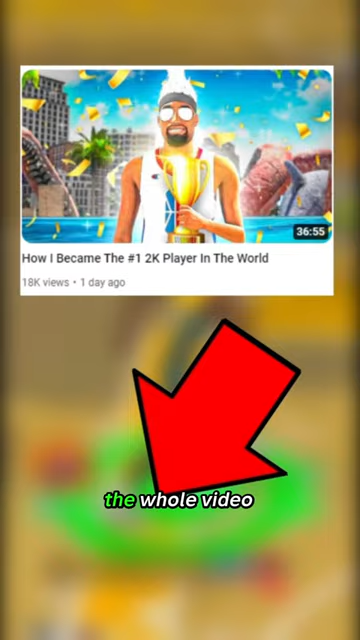 36:55
How I Became The #1 2K Player In The World
18K views • 1 day ago
the whole video